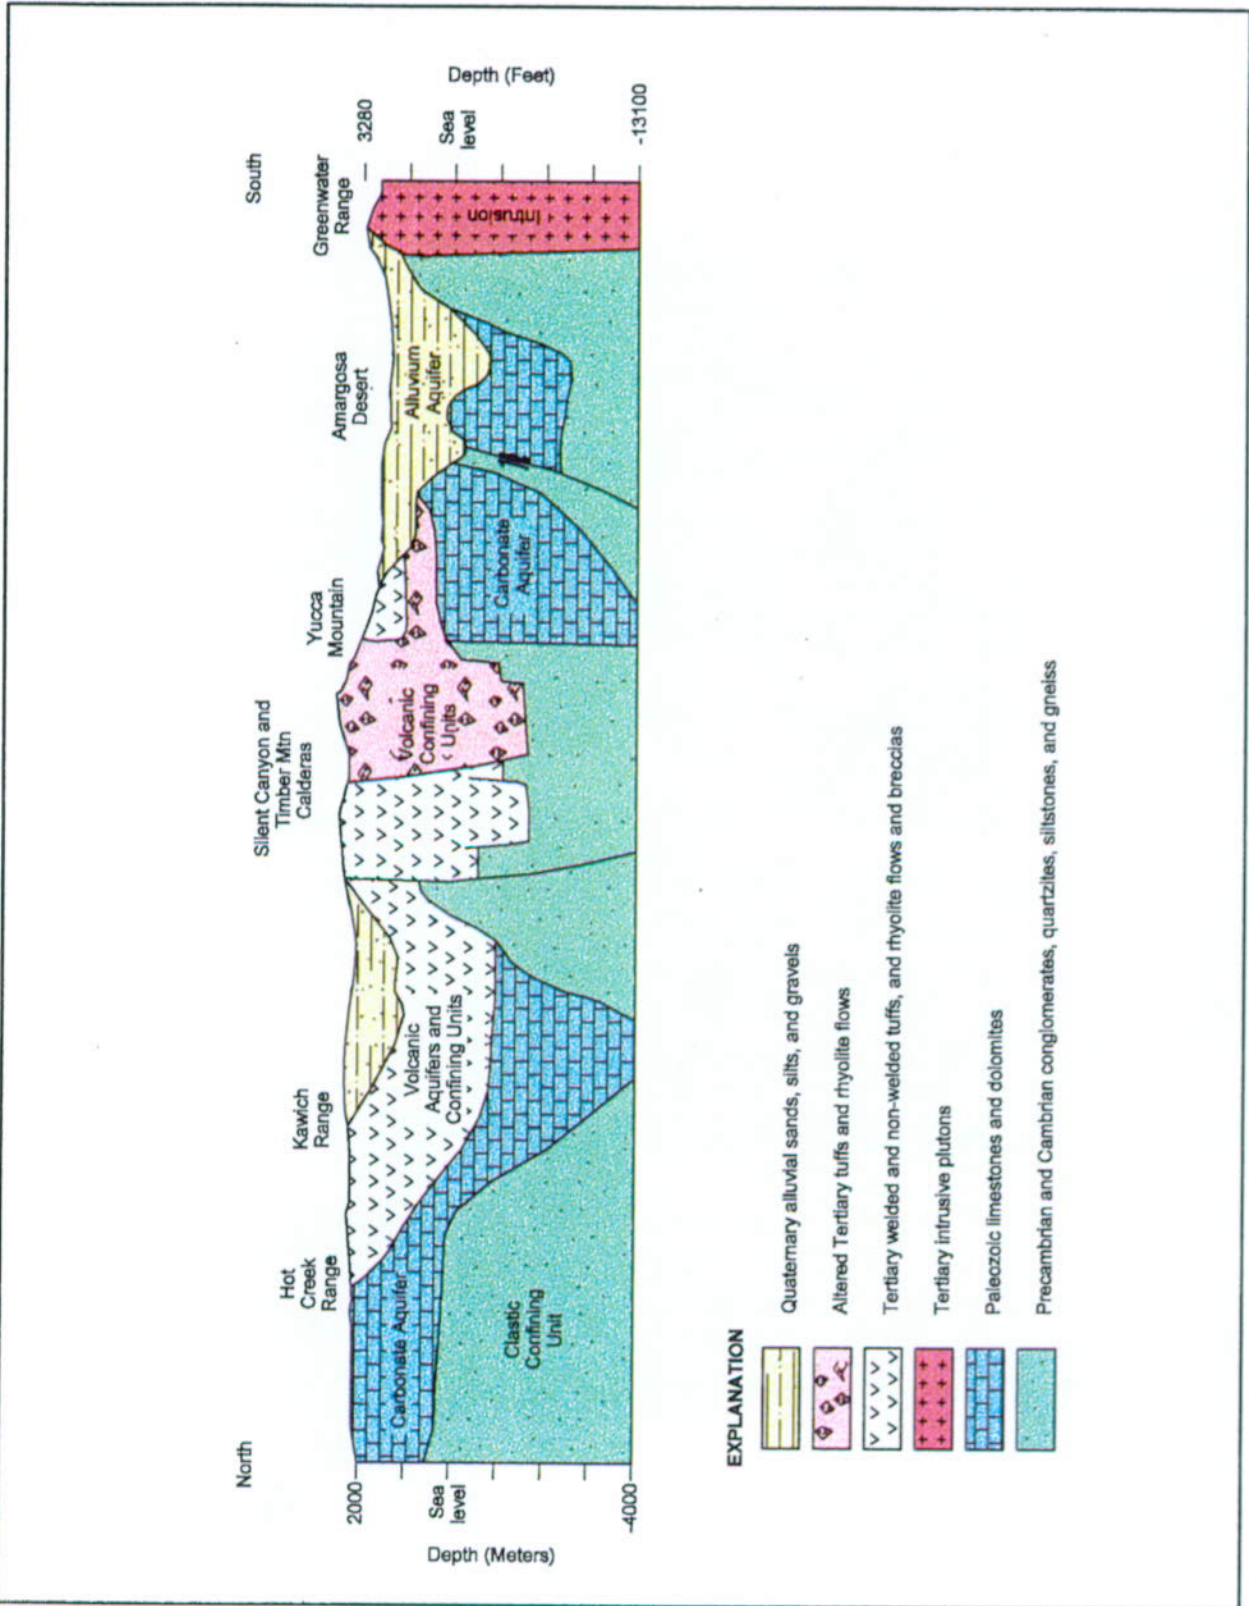 North
South
Hot
Creek
Range
Kawich
Range
Silent Canyon and
Timber Mtn
Calderas
Yucca
Mountain
Amargosa
Desert
Greenwater
Range
2000
Sea
level
-4000
Depth (Meters)
3280
Sea
level
-13100
Depth (Feet)
Carbonate Aquifer
Clastic
Confining
Unit
Volcanic
Aquifers and
Confining Units
Volcanic
Confining
Units
Carbonate
Aquifer
Alluvium
Aquifer
Intrusion
EXPLANATION
Quaternary alluvial sands, silts, and gravels
Altered Tertiary tuffs and rhyolite flows
Tertiary welded and non-welded tuffs, and rhyolite flows and breccias
Tertiary intrusive plutons
Paleozoic limestones and dolomites
Precambrian and Cambrian conglomerates, quartzites, siltstones, and gneiss